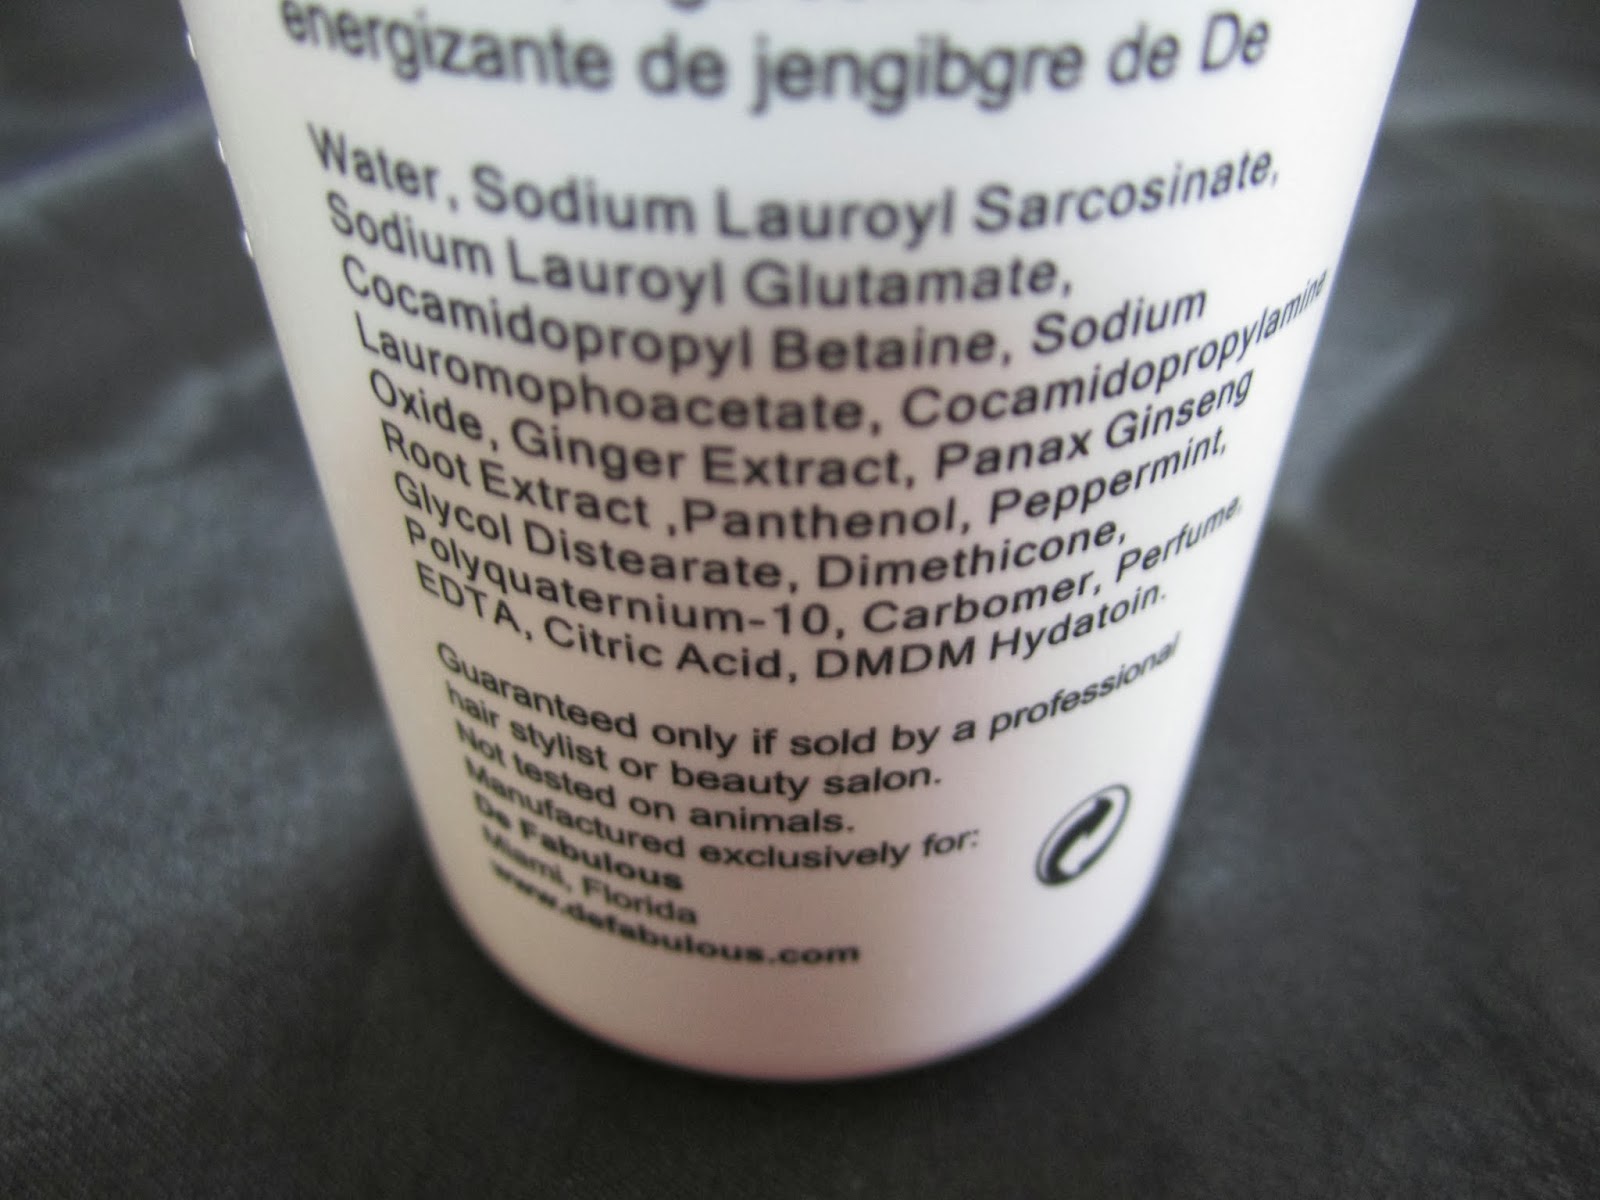 energizante de jengibgre de De
Water, Sodium Lauroyl Sarcosinate,
Sodium Lauroyl Glutamate,
Cocamidopropyl Betaine, Sodium
Lauromophoacetate, Cocamidopropylamine
Oxide, Ginger Extract, Panax Ginseng
Root Extract ,Panthenol, Peppermint,
Glycol Distearate, Dimethicone,
Polyquaternium-10, Carbomer, Perfume,
EDTA, Citric Acid, DMDM Hydatoin.
Guaranteed only if sold by a professional
hair stylist or beauty salon.
Not tested on animals.
Manufactured exclusively for:
De Fabulous
Miami, Florida
www.defabulous.com